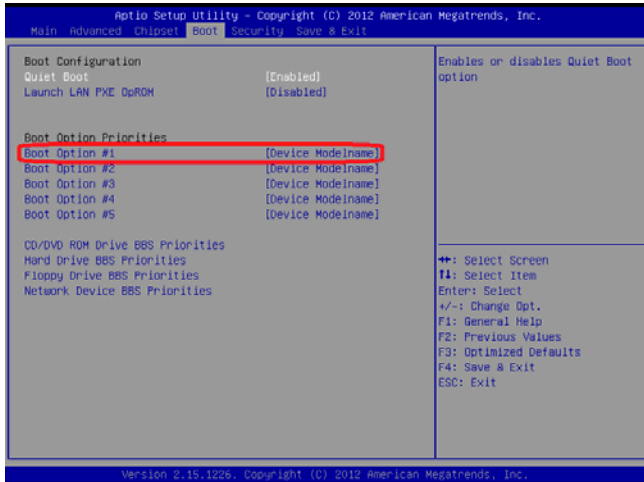 Aptio Setup Utility - Copyright (C) 2012 American Megatrends, Inc.
Main Advanced Chipset Boot Security Save & Exit
Boot Configuration
Quiet Boot [Enabled]
Launch LAN PXE OpROM [Disabled]
Boot Option Priorities
Boot Option #1 [Device Modelname]
Boot Option #2 [Device Modelname]
Boot Option #3 [Device Modelname]
Boot Option #4 [Device Modelname]
Boot Option #5 [Device Modelname]
CD/DVD ROM Drive BBS Priorities
Hard Drive BBS Priorities
Floppy Drive BBS Priorities
Network Device BBS Priorities
Enables or disables Quiet Boot
option
→←: Select Screen
↑↓: Select Item
Enter: Select
+/-: Change Opt.
F1: General Help
F2: Previous Values
F3: Optimized Defaults
F4: Save & Exit
ESC: Exit
Version 2.15.1226. Copyright (C) 2012 American Megatrends, Inc.